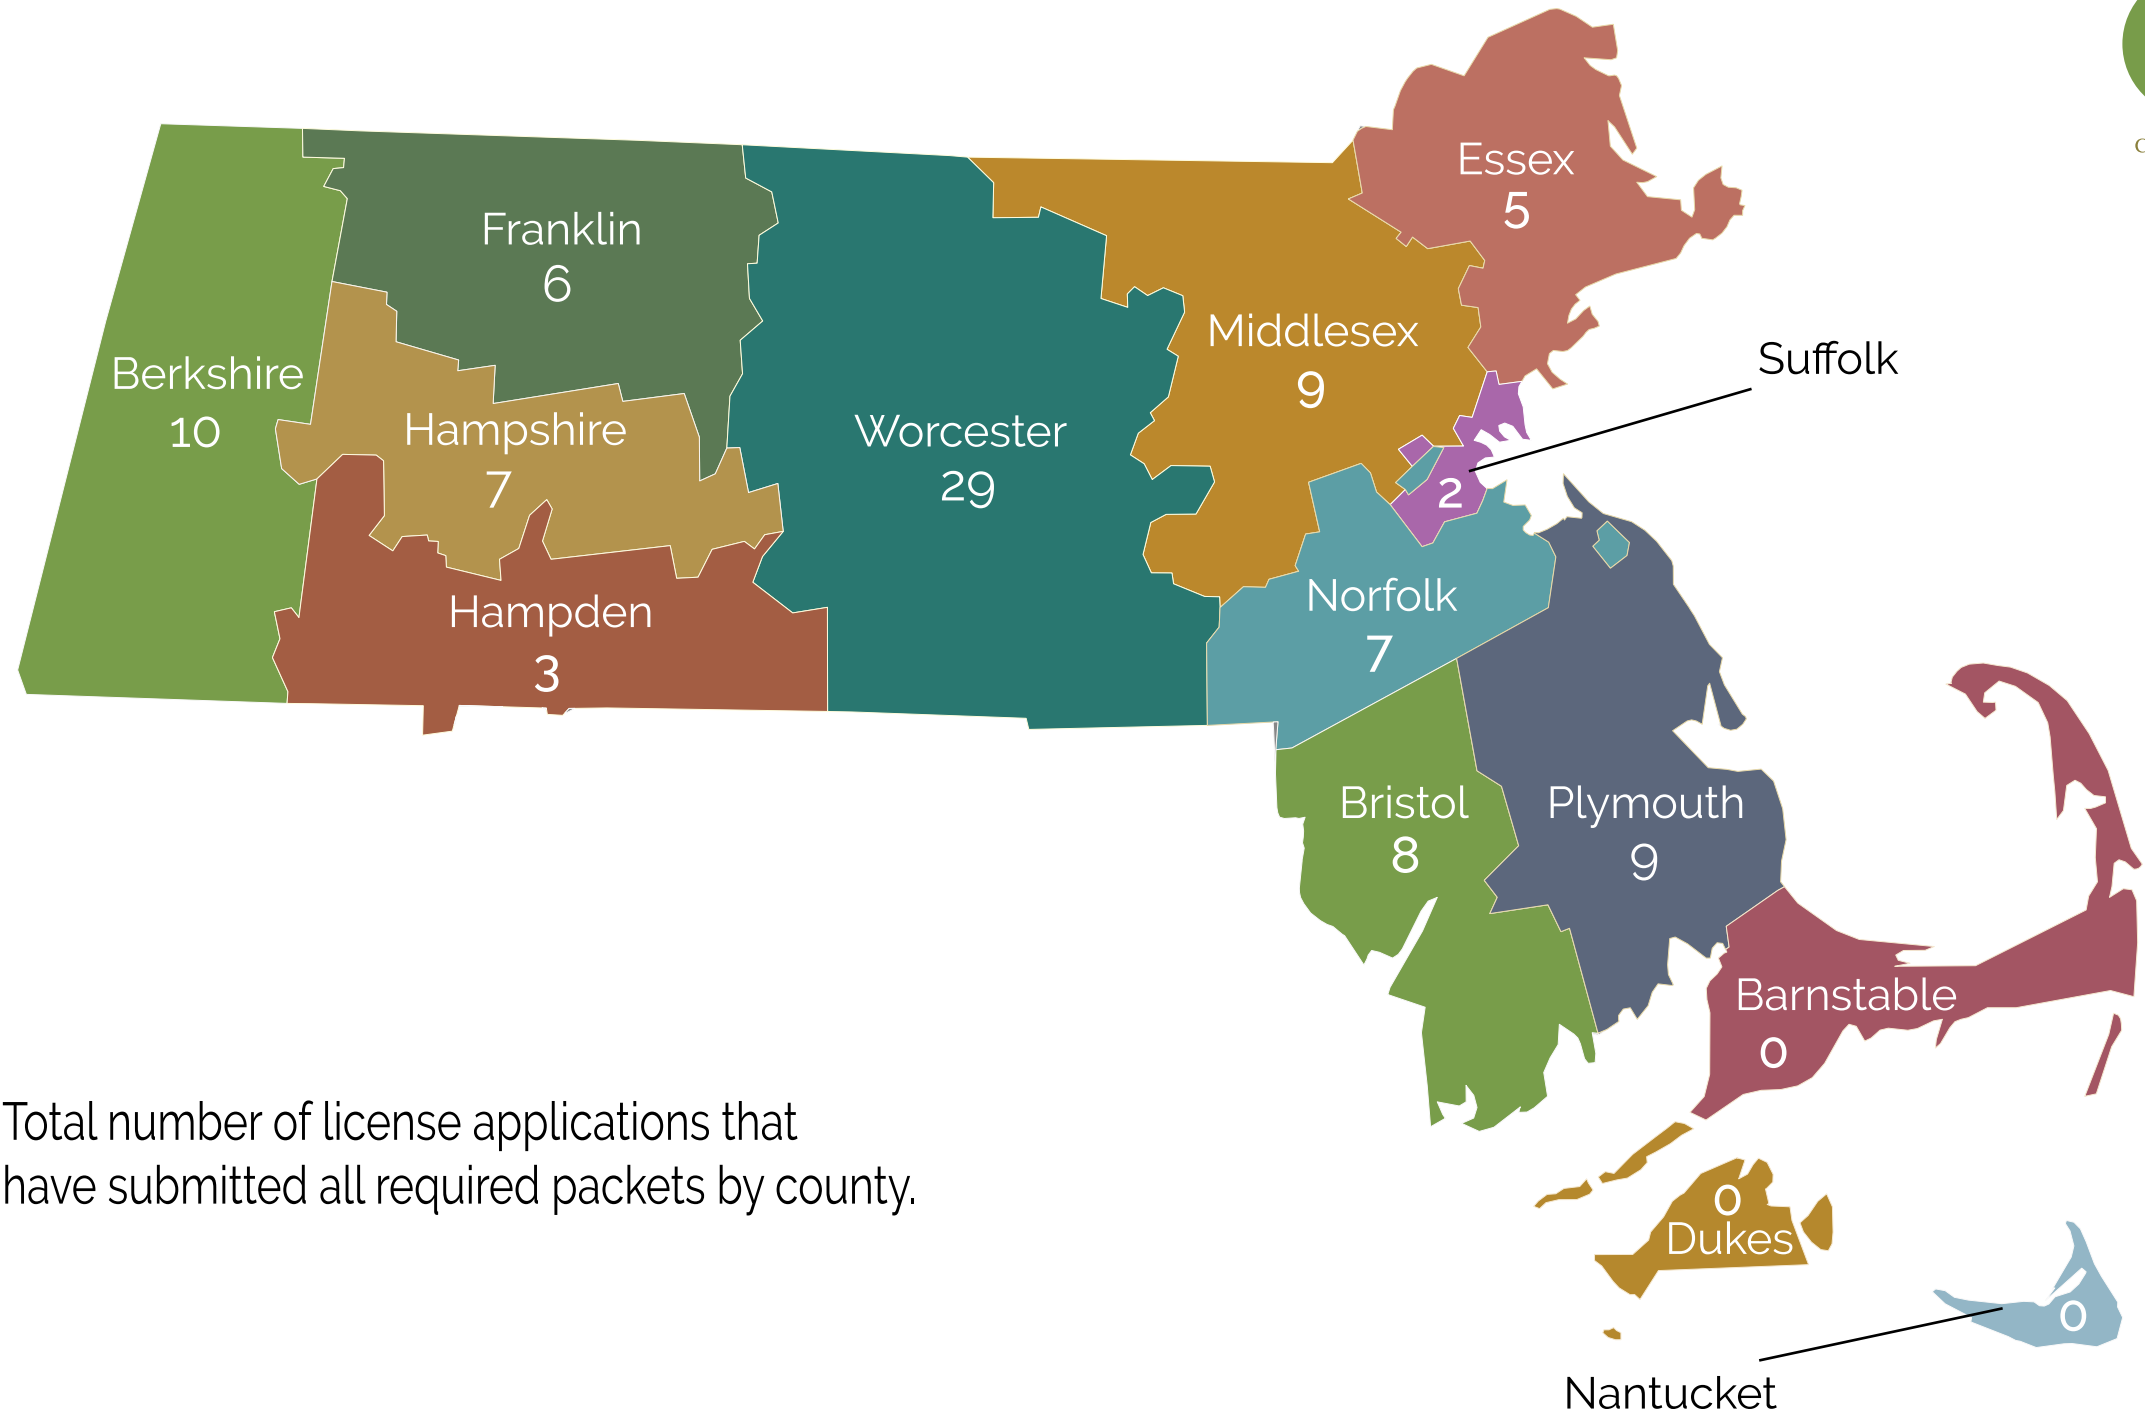 Essex
5
Franklin
6
Middlesex
9
Suffolk
2
Berkshire
10
Hampshire
7
Worcester
29
Norfolk
7
Hampden
3
Bristol
8
Plymouth
9
Barnstable
0
Total number of license applications that
have submitted all required packets by county.
0
Dukes
0
Nantucket